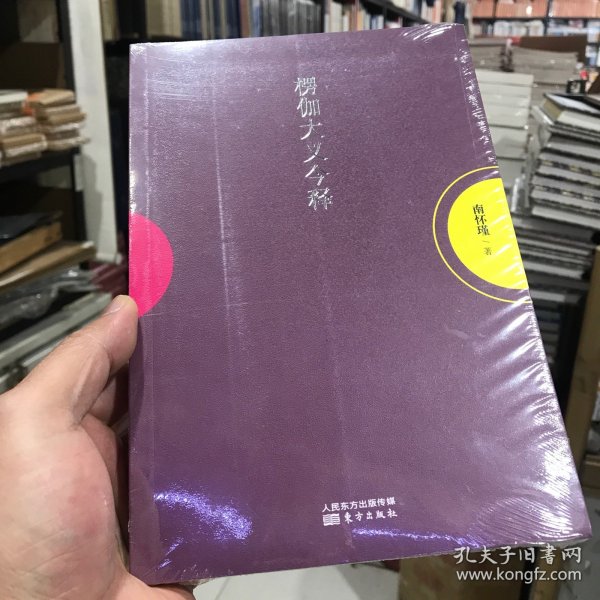 楞伽大义今释
南怀瑾 著
人民东方出版传媒
东方出版社
孔夫子旧书网
www.kongfz.com